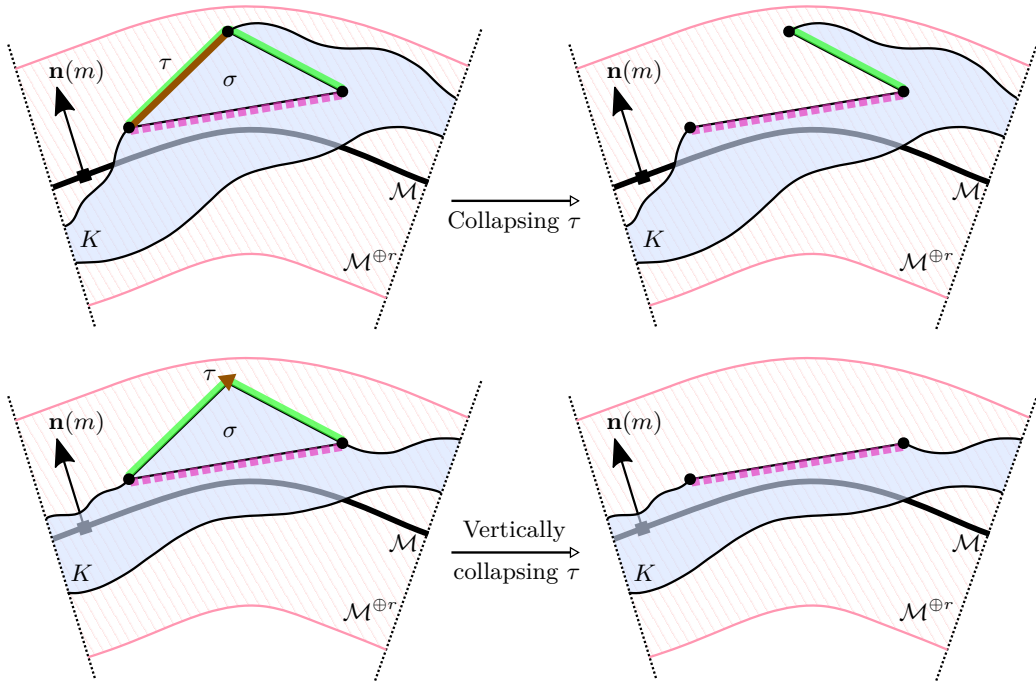 τ
σ
n(m)
K
ℳ
ℳ⊕r
Collapsing τ
n(m)
K
ℳ
ℳ⊕r
τ
σ
n(m)
K
ℳ
ℳ⊕r
Vertically
collapsing τ
n(m)
K
ℳ
ℳ⊕r